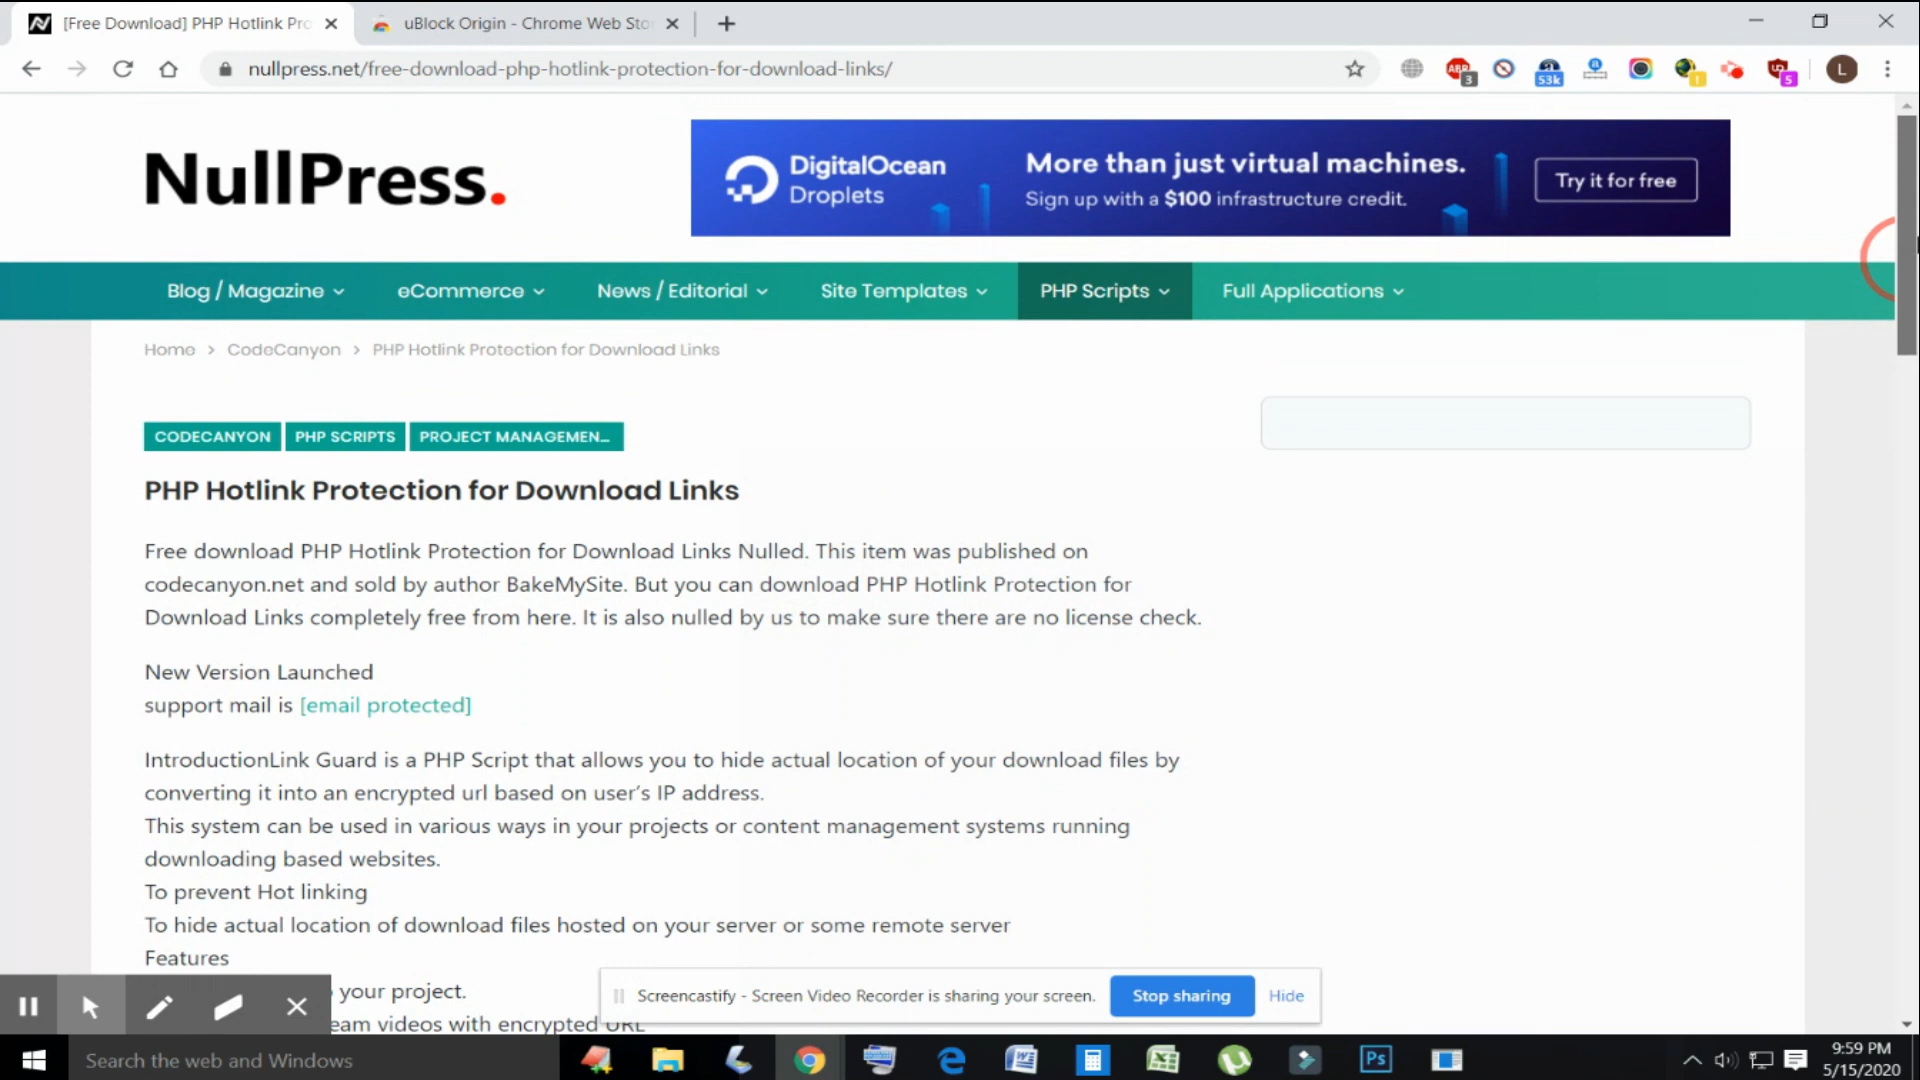 [Free Download] PHP Hotlink Pro
uBlock Origin - Chrome Web Sto
nullpress.net/free-download-php-hotlink-protection-for-download-links/
ABP
3
53k
1
5
L
NullPress.
DigitalOcean
Droplets
More than just virtual machines.
Sign up with a $100 infrastructure credit.
Try it for free
Blog / Magazine
eCommerce
News / Editorial
Site Templates
PHP Scripts
Full Applications
Home > CodeCanyon > PHP Hotlink Protection for Download Links
CODECANYON
PHP SCRIPTS
PROJECT MANAGEMEN...
PHP Hotlink Protection for Download Links
Free download PHP Hotlink Protection for Download Links Nulled. This item was published on
codecanyon.net and sold by author BakeMySite. But you can download PHP Hotlink Protection for
Download Links completely free from here. It is also nulled by us to make sure there are no license check.
New Version Launched
support mail is [email protected]
IntroductionLink Guard is a PHP Script that allows you to hide actual location of your download files by
converting it into an encrypted url based on user's IP address.
This system can be used in various ways in your projects or content management systems running
downloading based websites.
To prevent Hot linking
To hide actual location of download files hosted on your server or some remote server
Features
your project.
eam videos with encrypted URL
Screencastify - Screen Video Recorder is sharing your screen.
Stop sharing
Hide
Search the web and Windows
Ps
9:59 PM
5/15/2020